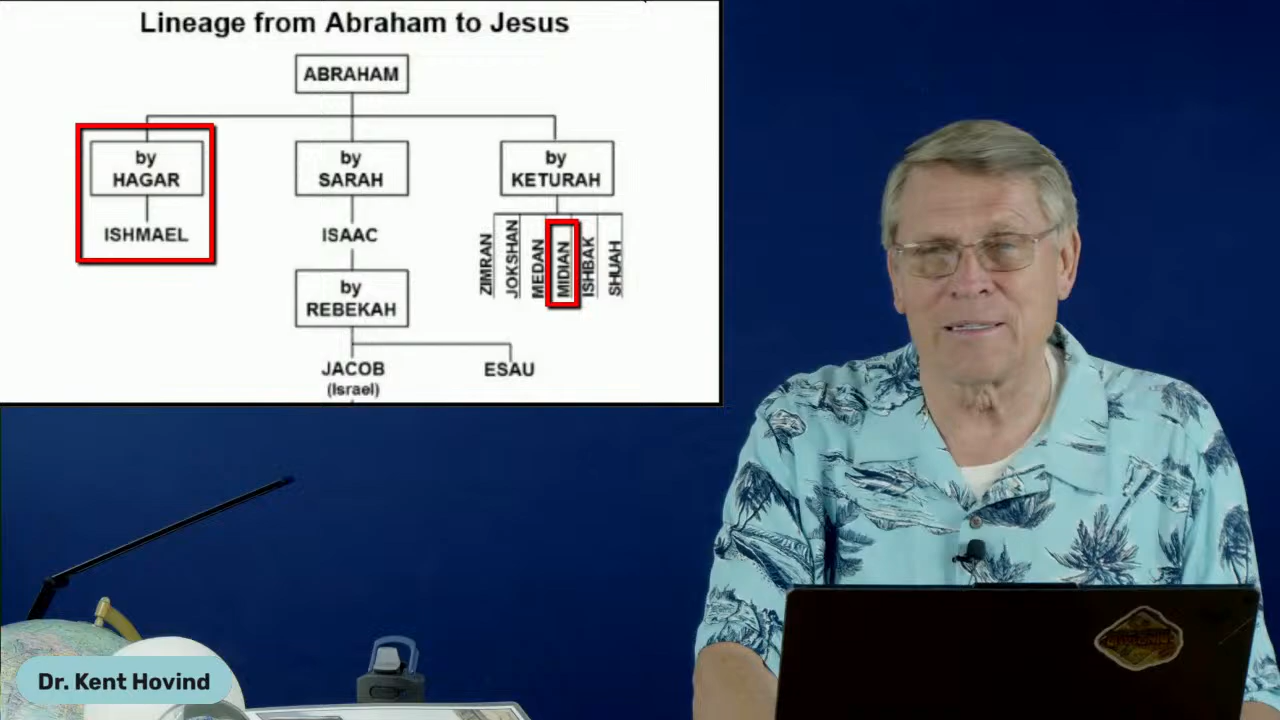 Lineage from Abraham to Jesus
ABRAHAM
by
HAGAR
by
SARAH
by
KETURAH
ISHMAEL
ISAAC
ZIMRAN
JOKSHAN
MEDAN
MIDIAN
ISHBAK
SHUAH
by
REBEKAH
JACOB
(Israel)
ESAU
Dr. Kent Hovind